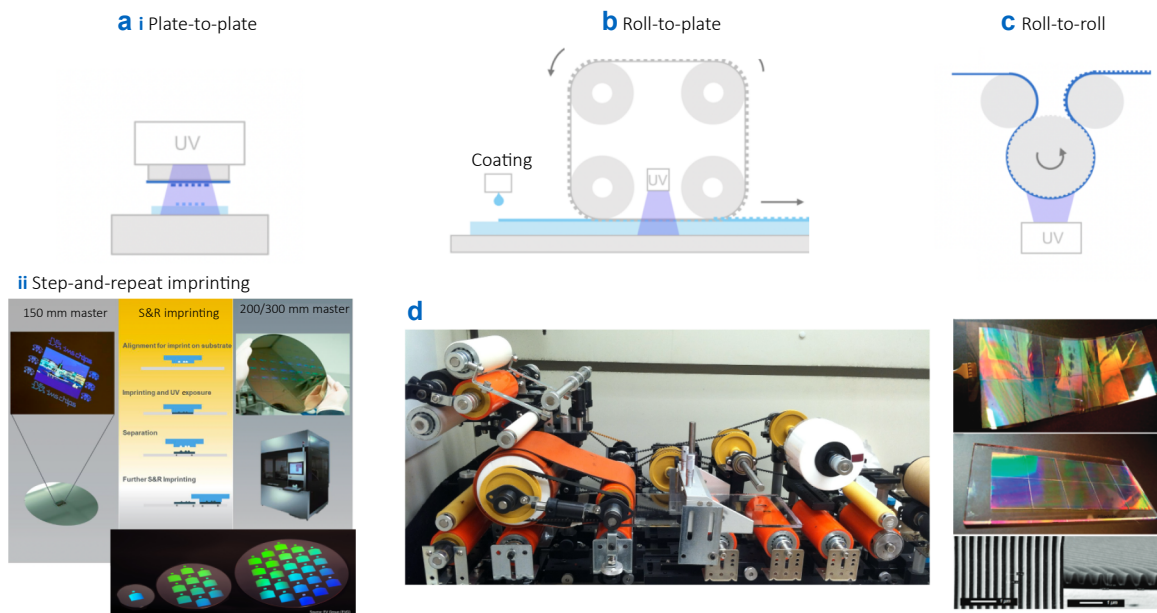 a i Plate-to-plate
b Roll-to-plate
c Roll-to-roll
UV
Coating
UV
UV
ii Step-and-repeat imprinting
150 mm master
S&R imprinting
200/300 mm master
Alignment for imprint on substrate
Imprinting and UV exposure
Separation
Further S&R Imprinting
d
1 μm
1 μm